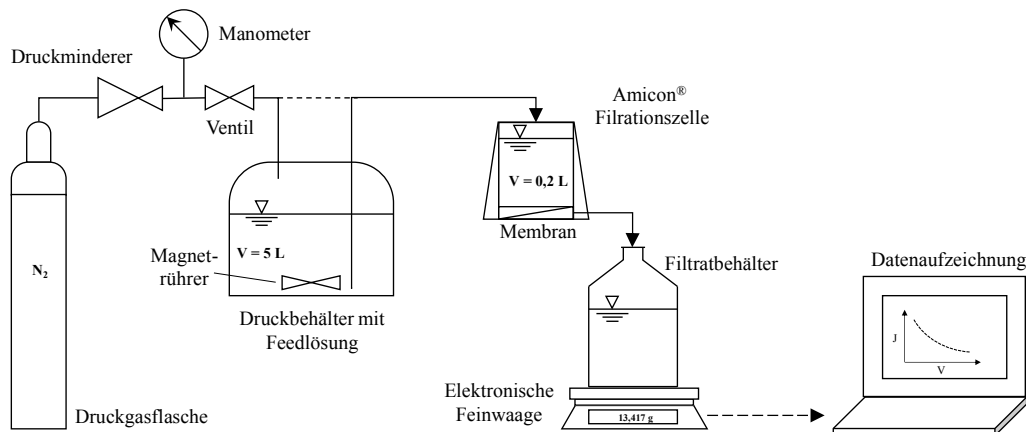 Manometer
Druckminderer
Amicon®
Filrationszelle
Ventil
V = 0,2 L
Membran
N2
V = 5 L
Magnet-
rührer
Filtratbehälter
Datenaufzeichnung
Druckbehälter mit
Feedlösung
J
V
Elektronische
Feinwaage
13,417 g
Druckgasflasche